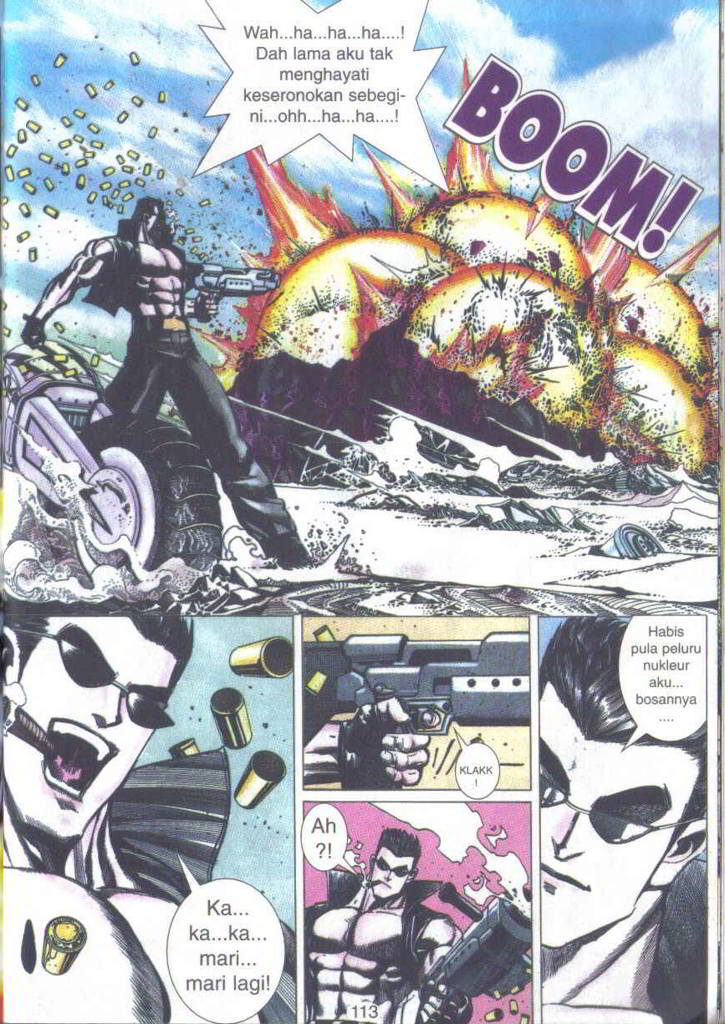 Wah...ha...ha...ha....!
Dah lama aku tak
menghayati
keseronokan sebegi-
ni...ohh...ha...ha....!
BOOM!
Ka...
ka...ka...
mari...
mari lagi!
KLAKK
!
Ah
?!
Habis
pula peluru
nukleur
aku...
bosannya
....
113